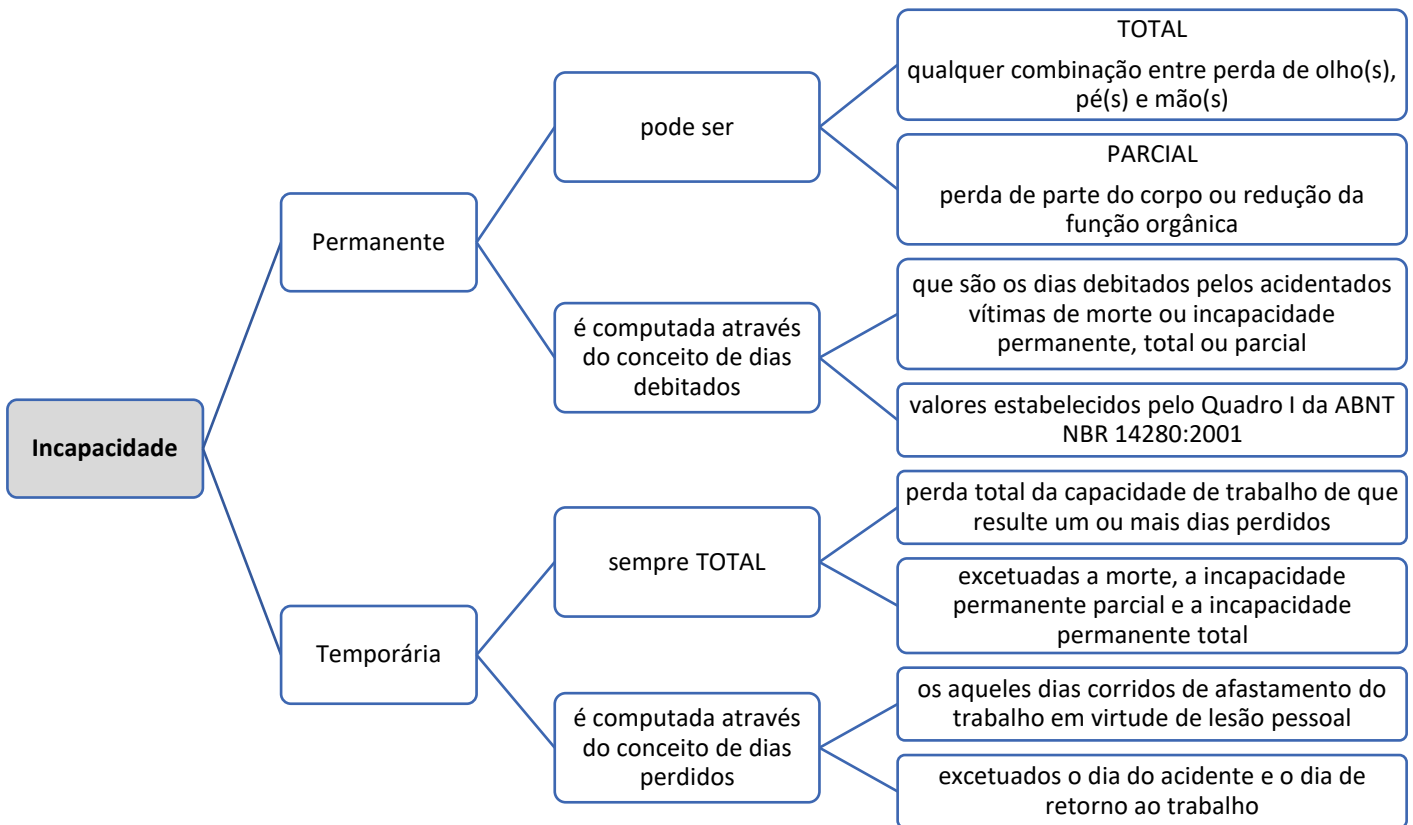 Incapacidade
Permanente
pode ser
TOTAL
qualquer combinação entre perda de olho(s),
pé(s) e mão(s)
PARCIAL
perda de parte do corpo ou redução da
função orgânica
é computada através
do conceito de dias
debitados
que são os dias debitados pelos acidentados
vítimas de morte ou incapacidade
permanente, total ou parcial
valores estabelecidos pelo Quadro I da ABNT
NBR 14280:2001
Temporária
sempre TOTAL
perda total da capacidade de trabalho de que
resulte um ou mais dias perdidos
excetuadas a morte, a incapacidade
permanente parcial e a incapacidade
permanente total
é computada através
do conceito de dias
perdidos
os aqueles dias corridos de afastamento do
trabalho em virtude de lesão pessoal
excetuados o dia do acidente e o dia de
retorno ao trabalho